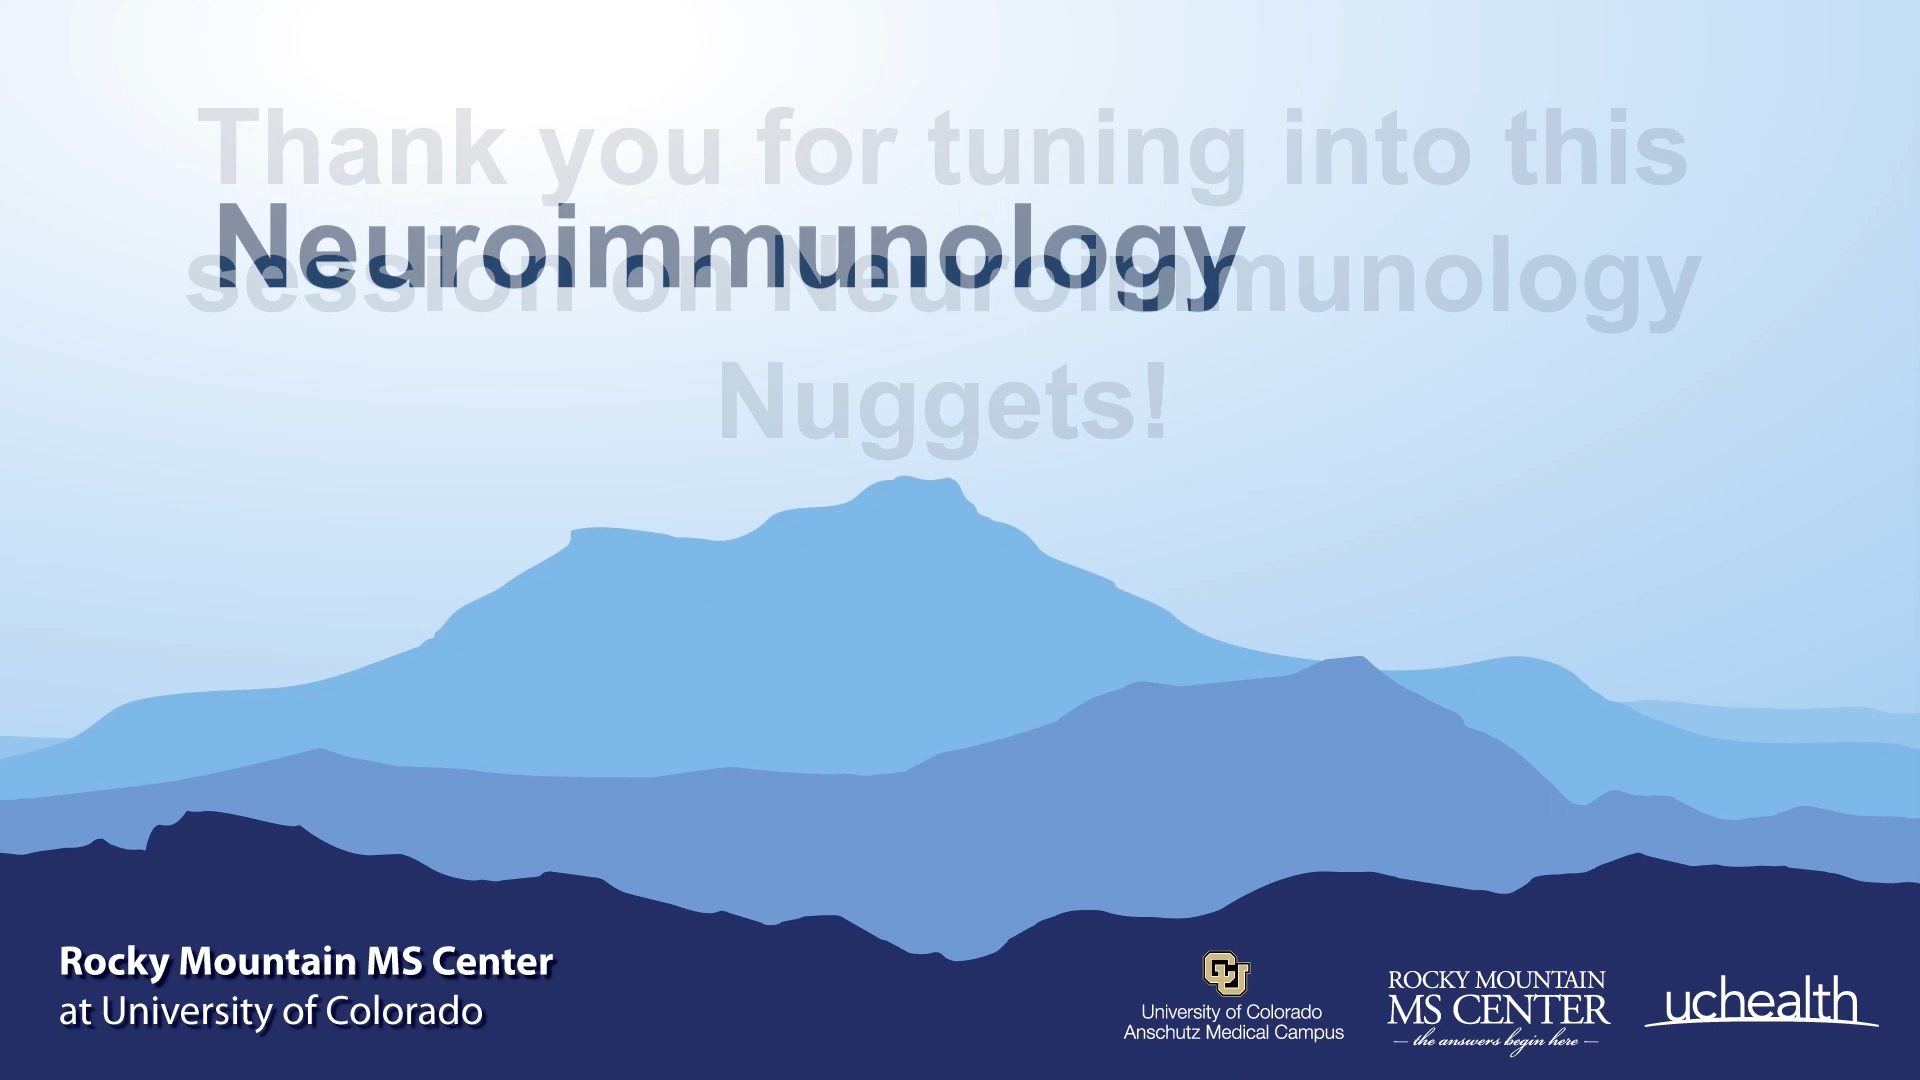 Thank you for tuning into this
Neuroimmunology
session on Neuroimmunology
Nuggets!
Rocky Mountain MS Center
at University of Colorado
CU
University of Colorado
Anschutz Medical Campus
ROCKY MOUNTAIN
MS CENTER
— the answers begin here —
uchealth